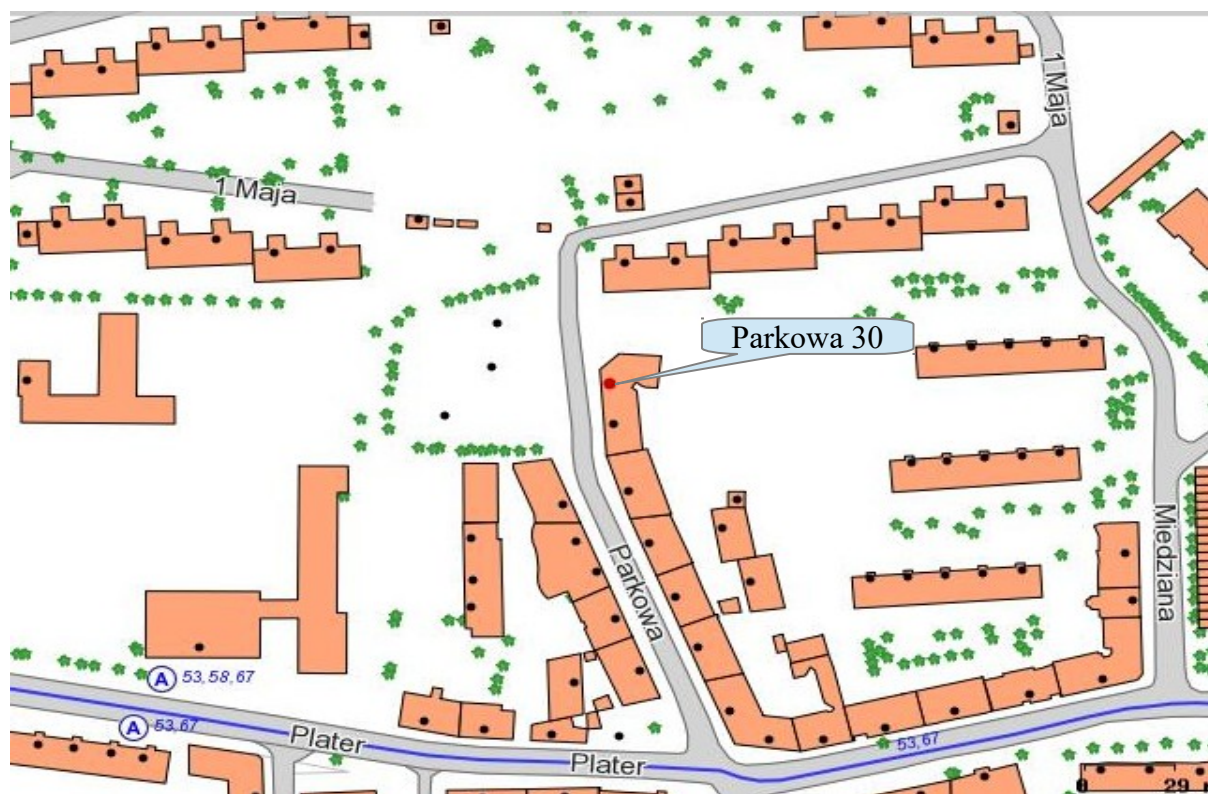 1 Maja
1 Maja
Parkowa 30
Parkowa
Miedziana
A 53,58,67
A 53,67
53,67
Plater
Plater
0 29